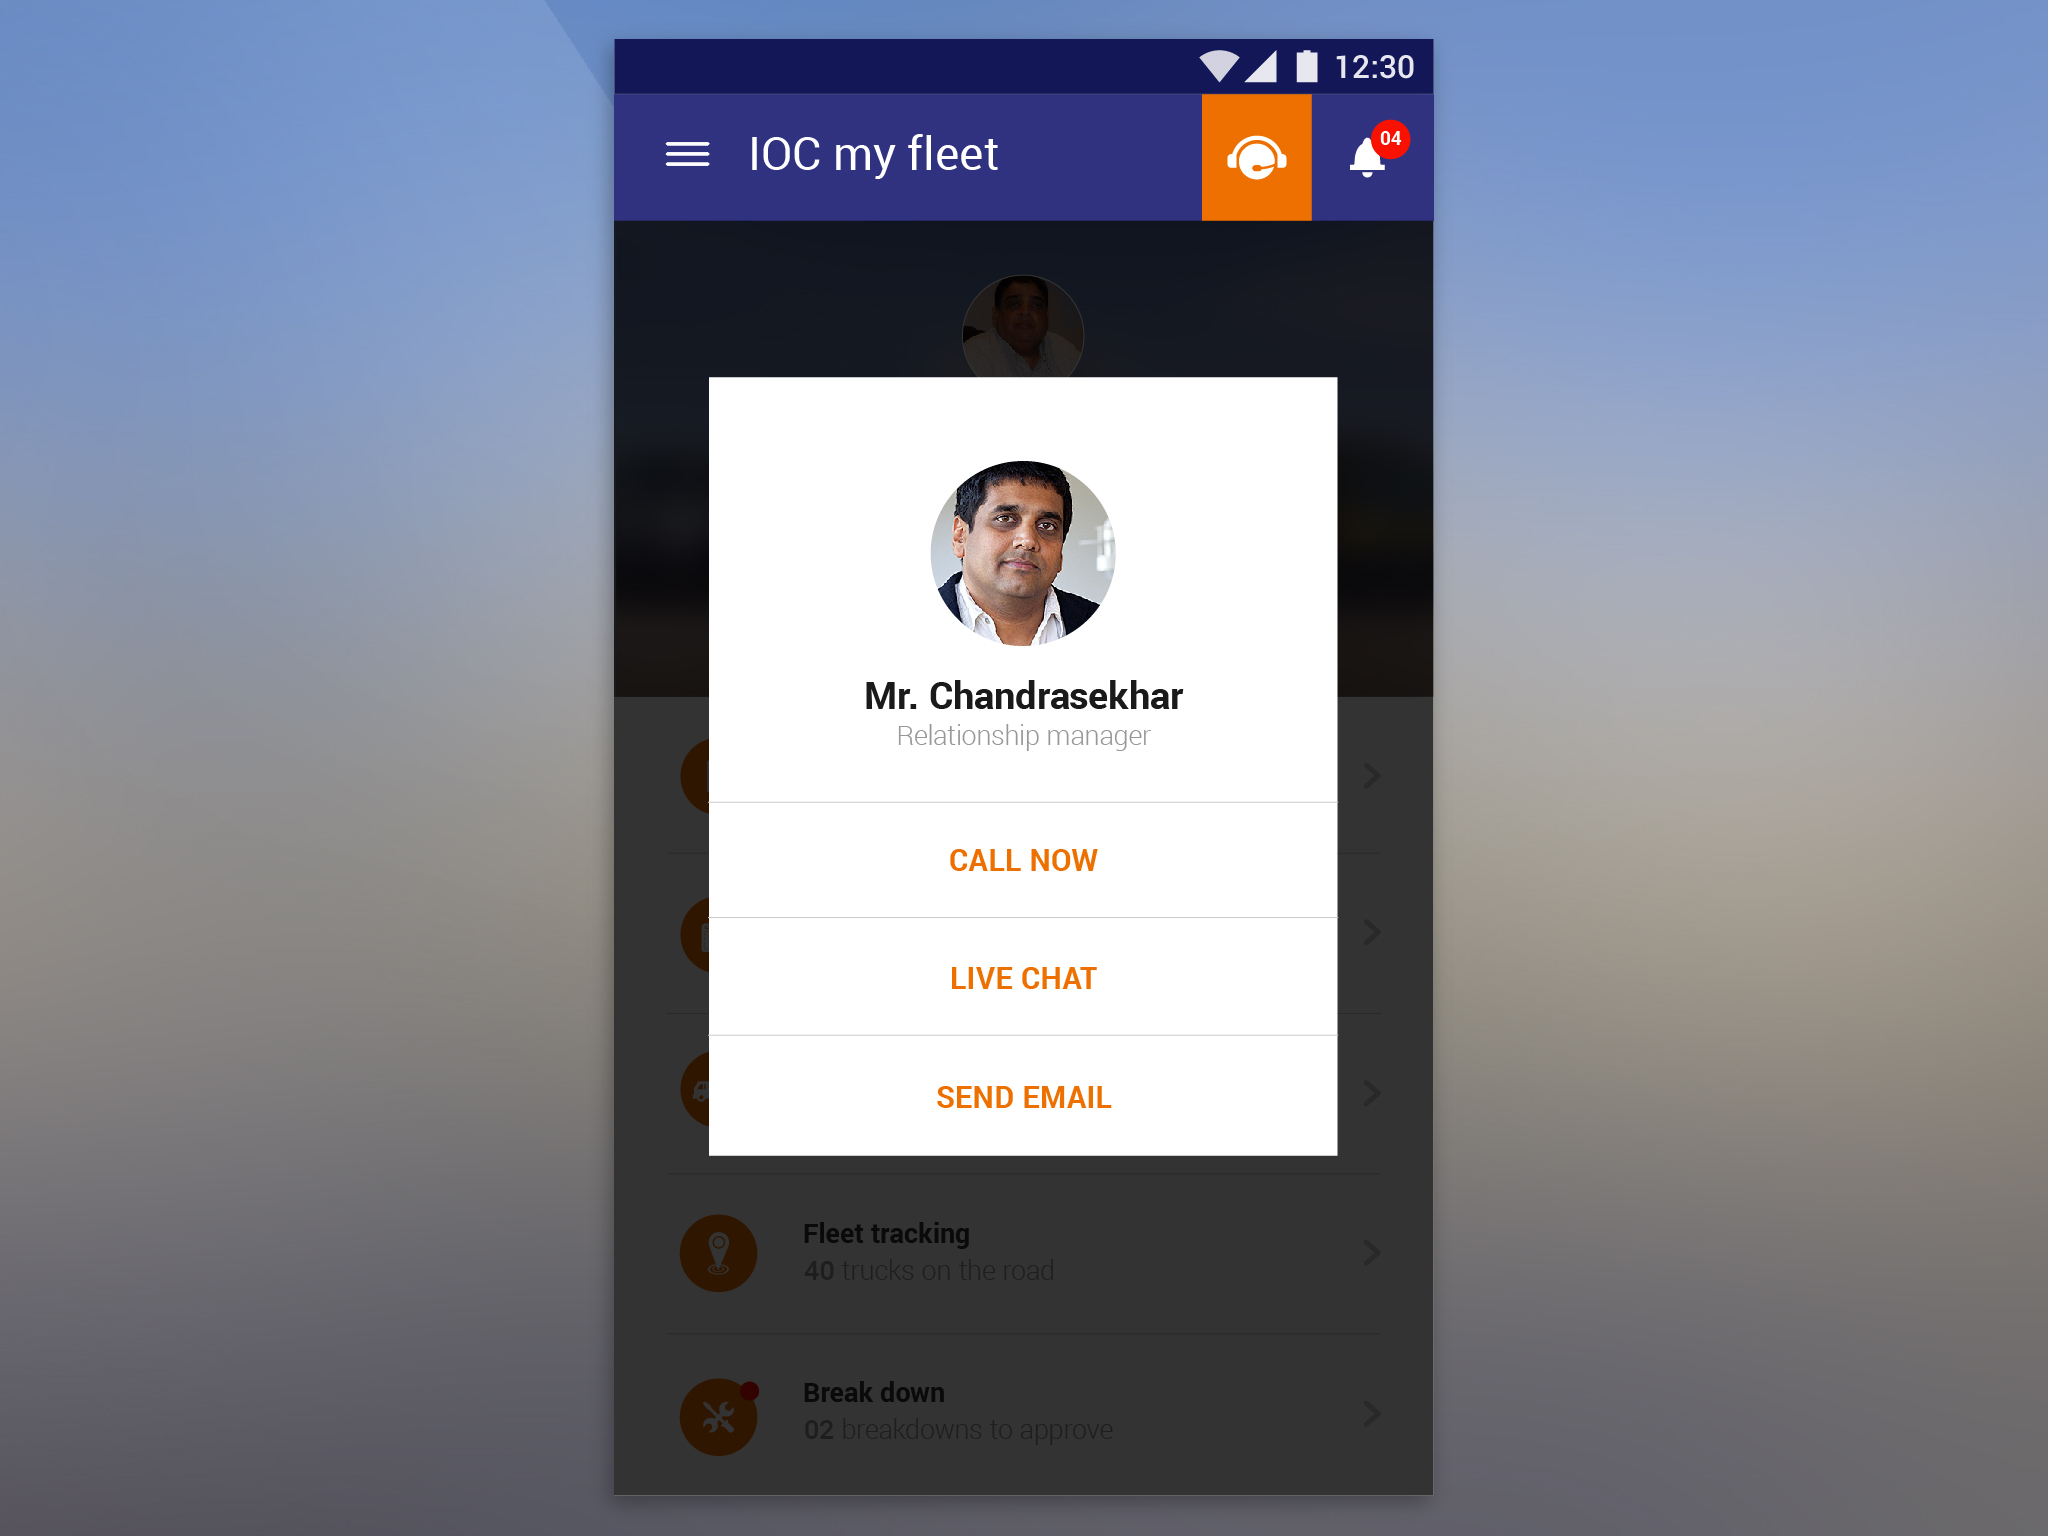 12:30
IOC my fleet
04
Mr. Chandrasekhar
Relationship manager
CALL NOW
LIVE CHAT
SEND EMAIL
Fleet tracking
40 trucks on the road
Break down
02 breakdowns to approve